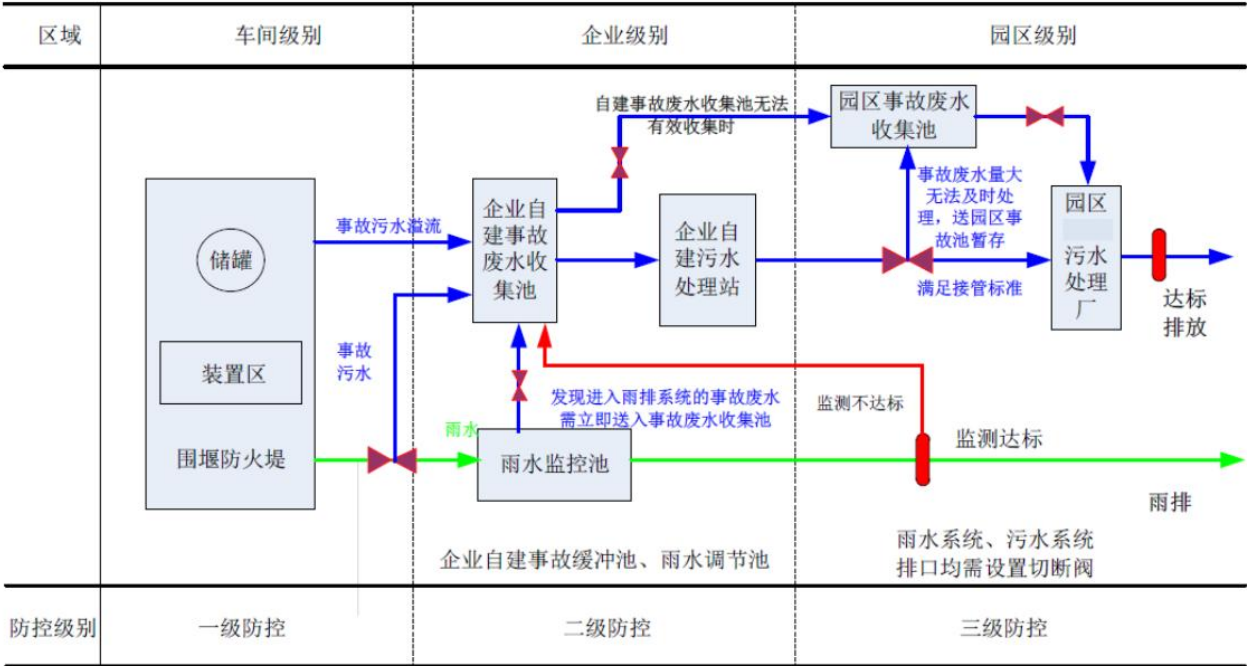 区域
车间级别
企业级别
园区级别
自建事故废水收集池无法
有效收集时
园区事故废水
收集池
事故废水量大
无法及时处
理，送园区事
故池暂存
事故污水溢流
储罐
企业自
建事故
废水收
集池
企业自
建污水
处理站
园区
污水
处理
厂
满足接管标准
达标
排放
事故
污水
装置区
发现进入雨排系统的事故废水
需立即送入事故废水收集池
监测不达标
雨水
监测达标
围堰防火堤
雨水监控池
雨排
企业自建事故缓冲池、雨水调节池
雨水系统、污水系统
排口均需设置切断阀
防控级别
一级防控
二级防控
三级防控